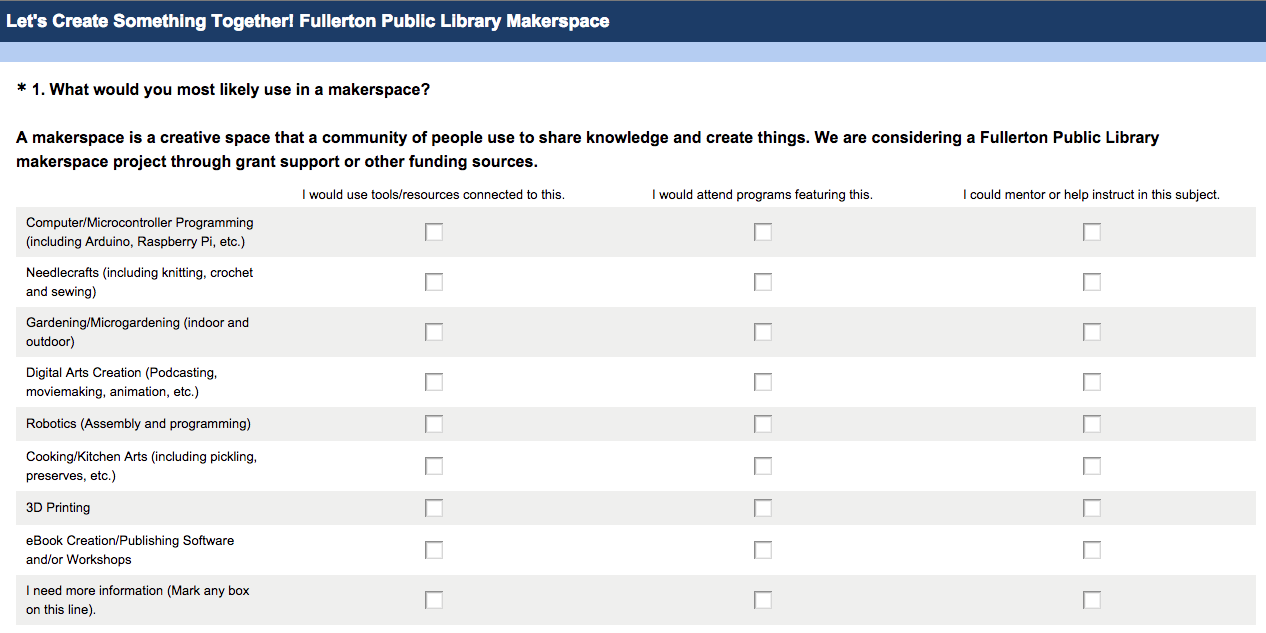 Let's Create Something Together! Fullerton Public Library Makerspace
* 1. What would you most likely use in a makerspace?
A makerspace is a creative space that a community of people use to share knowledge and create things. We are considering a Fullerton Public Library
makerspace project through grant support or other funding sources.
I would use tools/resources connected to this. I would attend programs featuring this. I could mentor or help instruct in this subject.
Computer/Microcontroller Programming
(including Arduino, Raspberry Pi, etc.)
Needlecrafts (including knitting, crochet
and sewing)
Gardening/Microgardening (indoor and
outdoor)
Digital Arts Creation (Podcasting,
moviemaking, animation, etc.)
Robotics (Assembly and programming)
Cooking/Kitchen Arts (including pickling,
preserves, etc.)
3D Printing
eBook Creation/Publishing Software
and/or Workshops
I need more information (Mark any box
on this line).